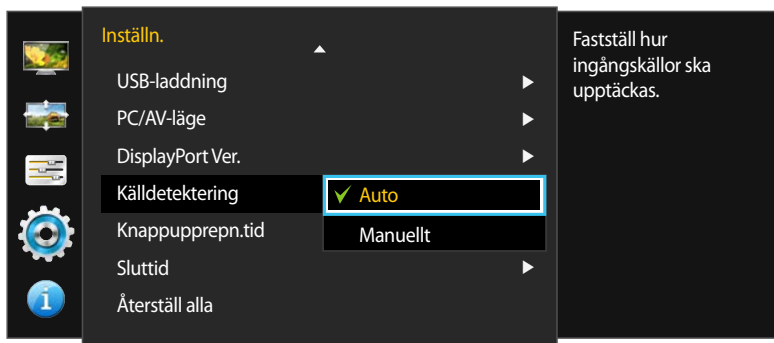 Inställn.
USB-laddning
PC/AV-läge
DisplayPort Ver.
Källdetektering
Auto
Knappupprepn.tid
Manuellt
Sluttid
Återställ alla
Fastställ hur
ingångskällor ska
upptäckas.